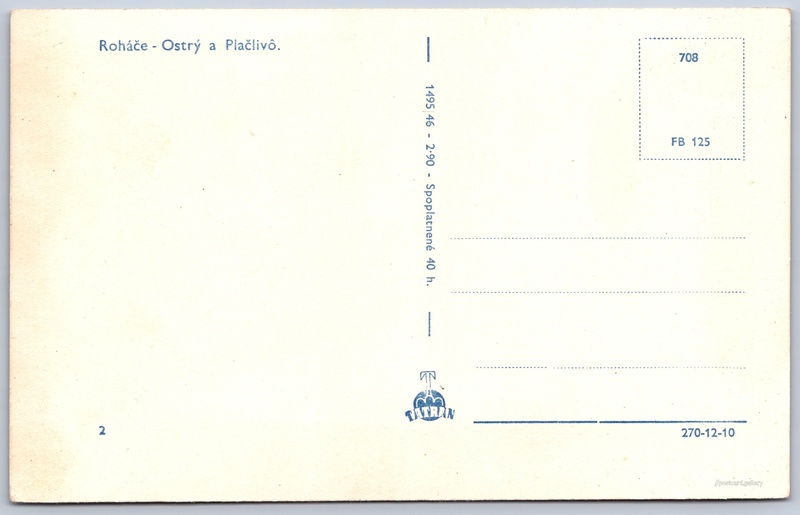 Roháče - Ostrý a Plačlivô.
1495 46 - 2·90 - Spoplatnené 40 h.
TATRAN
2
708
FB 125
270-12-10